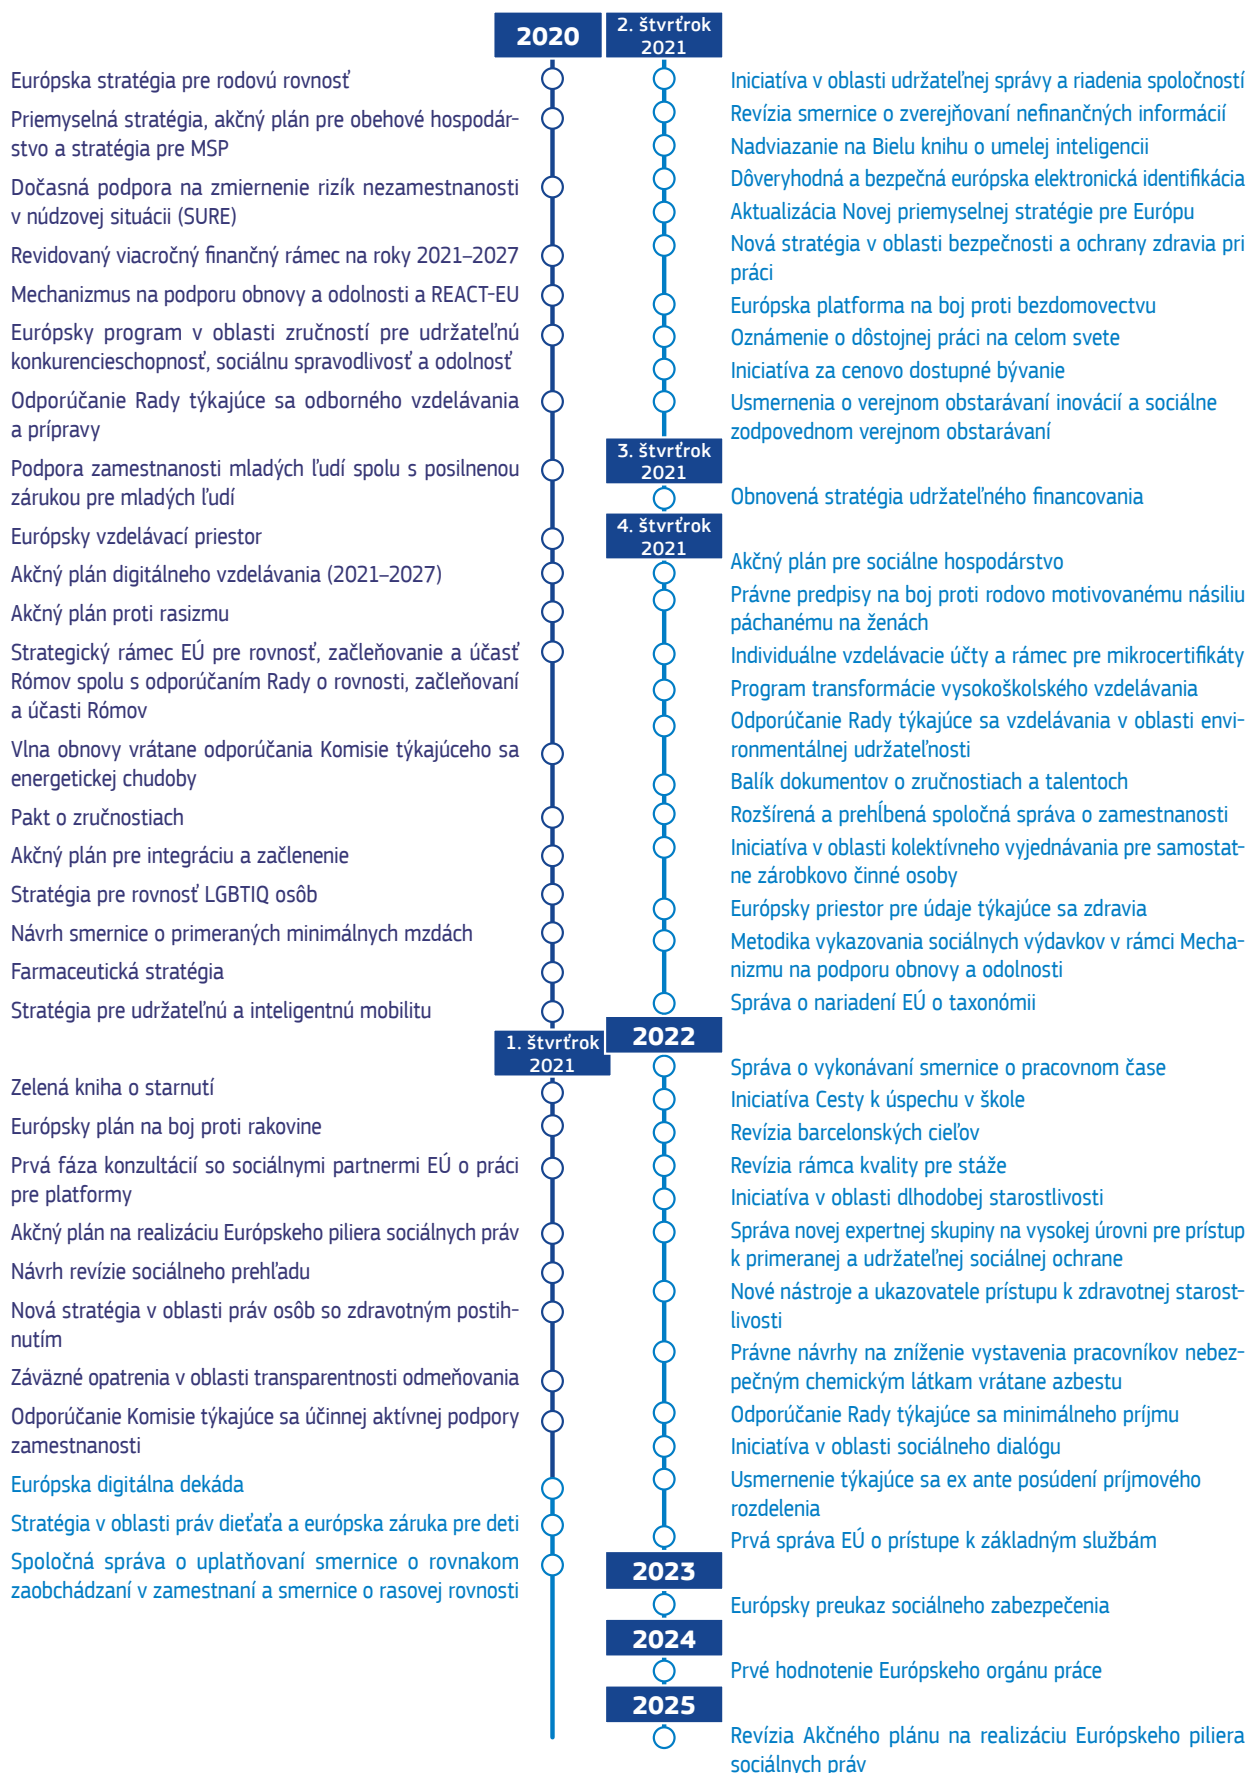 2020
Európska stratégia pre rodovú rovnosť
Priemyselná stratégia, akčný plán pre obehové hospodár-
stvo a stratégia pre MSP
Dočasná podpora na zmiernenie rizík nezamestnanosti
v núdzovej situácii (SURE)
Revidovaný viacročný finančný rámec na roky 2021–2027
Mechanizmus na podporu obnovy a odolnosti a REACT-EU
Európsky program v oblasti zručností pre udržateľnú
konkurencieschopnosť, sociálnu spravodlivosť a odolnosť
Odporúčanie Rady týkajúce sa odborného vzdelávania
a prípravy
Podpora zamestnanosti mladých ľudí spolu s posilnenou
zárukou pre mladých ľudí
Európsky vzdelávací priestor
Akčný plán digitálneho vzdelávania (2021–2027)
Akčný plán proti rasizmu
Strategický rámec EÚ pre rovnosť, začleňovanie a účasť
Rómov spolu s odporúčaním Rady o rovnosti, začleňovaní
a účasti Rómov
Vlna obnovy vrátane odporúčania Komisie týkajúceho sa
energetickej chudoby
Pakt o zručnostiach
Akčný plán pre integráciu a začlenenie
Stratégia pre rovnosť LGBTIQ osôb
Návrh smernice o primeraných minimálnych mzdách
Farmaceutická stratégia
Stratégia pre udržateľnú a inteligentnú mobilitu
1. štvrťrok
2021
Zelená kniha o starnutí
Európsky plán na boj proti rakovine
Prvá fáza konzultácií so sociálnymi partnermi EÚ o práci
pre platformy
Akčný plán na realizáciu Európskeho piliera sociálnych práv
Návrh revízie sociálneho prehľadu
Nová stratégia v oblasti práv osôb so zdravotným postih-
nutím
Záväzné opatrenia v oblasti transparentnosti odmeňovania
Odporúčanie Komisie týkajúce sa účinnej aktívnej podpory
zamestnanosti
Európska digitálna dekáda
Stratégia v oblasti práv dieťaťa a európska záruka pre deti
Spoločná správa o uplatňovaní smernice o rovnakom
zaobchádzaní v zamestnaní a smernice o rasovej rovnosti
2. štvrťrok
2021
Iniciatíva v oblasti udržateľnej správy a riadenia spoločností
Revízia smernice o zverejňovaní nefinančných informácií
Nadviazanie na Bielu knihu o umelej inteligencii
Dôveryhodná a bezpečná európska elektronická identifikácia
Aktualizácia Novej priemyselnej stratégie pre Európu
Nová stratégia v oblasti bezpečnosti a ochrany zdravia pri
práci
Európska platforma na boj proti bezdomovectvu
Oznámenie o dôstojnej práci na celom svete
Iniciatíva za cenovo dostupné bývanie
Usmernenia o verejnom obstarávaní inovácií a sociálne
zodpovednom verejnom obstarávaní
3. štvrťrok
2021
Obnovená stratégia udržateľného financovania
4. štvrťrok
2021
Akčný plán pre sociálne hospodárstvo
Právne predpisy na boj proti rodovo motivovanému násiliu
páchanému na ženách
Individuálne vzdelávacie účty a rámec pre mikrocertifikáty
Program transformácie vysokoškolského vzdelávania
Odporúčanie Rady týkajúce sa vzdelávania v oblasti envi-
ronmentálnej udržateľnosti
Balík dokumentov o zručnostiach a talentoch
Rozšírená a prehĺbená spoločná správa o zamestnanosti
Iniciatíva v oblasti kolektívneho vyjednávania pre samostat-
ne zárobkovo činné osoby
Európsky priestor pre údaje týkajúce sa zdravia
Metodika vykazovania sociálnych výdavkov v rámci Mecha-
nizmu na podporu obnovy a odolnosti
Správa o nariadení EÚ o taxonómii
2022
Správa o vykonávaní smernice o pracovnom čase
Iniciatíva Cesty k úspechu v škole
Revízia barcelonských cieľov
Revízia rámca kvality pre stáže
Iniciatíva v oblasti dlhodobej starostlivosti
Správa novej expertnej skupiny na vysokej úrovni pre prístup
k primeranej a udržateľnej sociálnej ochrane
Nové nástroje a ukazovatele prístupu k zdravotnej starost-
livosti
Právne návrhy na zníženie vystavenia pracovníkov nebez-
pečným chemickým látkam vrátane azbestu
Odporúčanie Rady týkajúce sa minimálneho príjmu
Iniciatíva v oblasti sociálneho dialógu
Usmernenie týkajúce sa ex ante posúdení príjmového
rozdelenia
Prvá správa EÚ o prístupe k základným službám
2023
Európsky preukaz sociálneho zabezpečenia
2024
Prvé hodnotenie Európskeho orgánu práce
2025
Revízia Akčného plánu na realizáciu Európskeho piliera
sociálnych práv